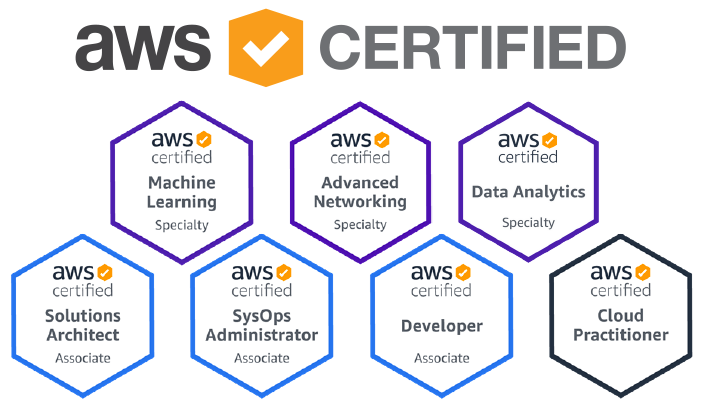 aws CERTIFIED
aws
certified
Machine
Learning
Specialty
aws
certified
Advanced
Networking
Specialty
aws
certified
Data Analytics
Specialty
aws
certified
Solutions
Architect
Associate
aws
certified
SysOps
Administrator
Associate
aws
certified
Developer
Associate
aws
certified
Cloud
Practitioner